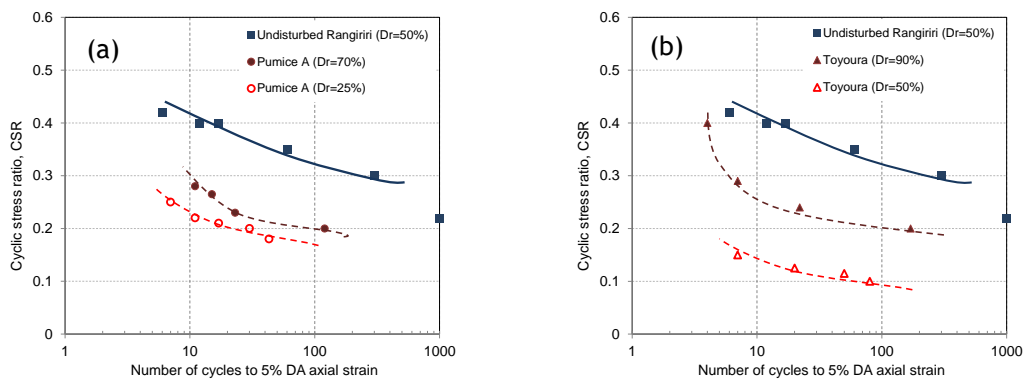 (a)
Undisturbed Rangiriri (Dr=50%)
Pumice A (Dr=70%)
Pumice A (Dr=25%)
Cyclic stress ratio, CSR
0.6
0.5
0.4
0.3
0.2
0.1
0
1 10 100 1000
Number of cycles to 5% DA axial strain
(b)
Undisturbed Rangiriri (Dr=50%)
Toyoura (Dr=90%)
Toyoura (Dr=50%)
Cyclic stress ratio, CSR
0.6
0.5
0.4
0.3
0.2
0.1
0
1 10 100 1000
Number of cycles to 5% DA axial strain